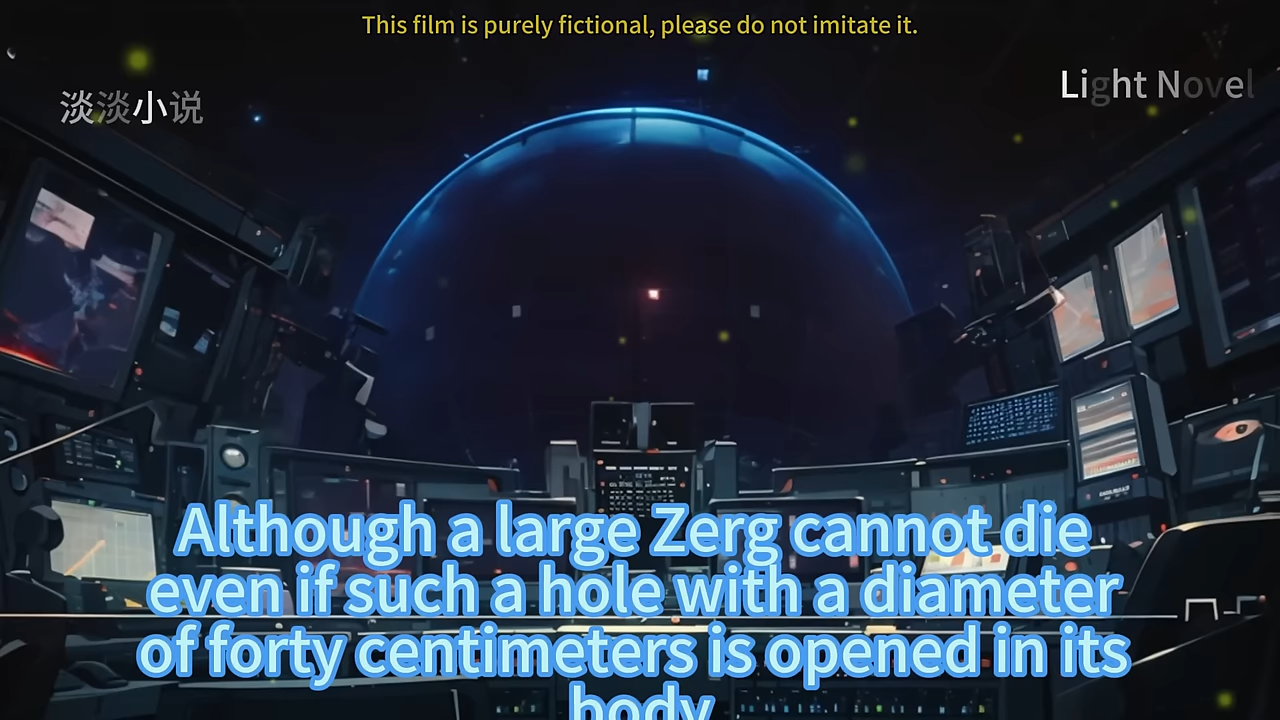 This film is purely fictional, please do not imitate it.
淡淡小说
Light Novel
Although a large Zerg cannot die
even if such a hole with a diameter
of forty centimeters is opened in its
body